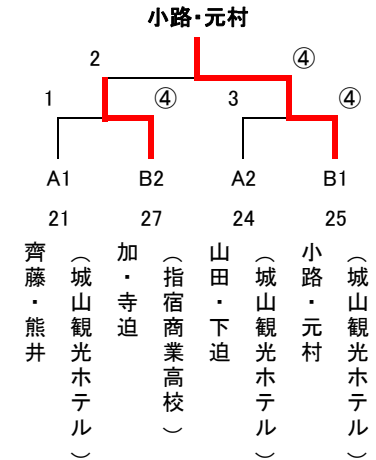 小路・元村
2 ④
1 ④ 3 ④
A1 B2 A2 B1
21 27 24 25
齊藤・熊井
（城山観光ホテル）
加・寺迫
（指宿商業高校）
山田・下迫
（城山観光ホテル）
小路・元村
（城山観光ホテル）